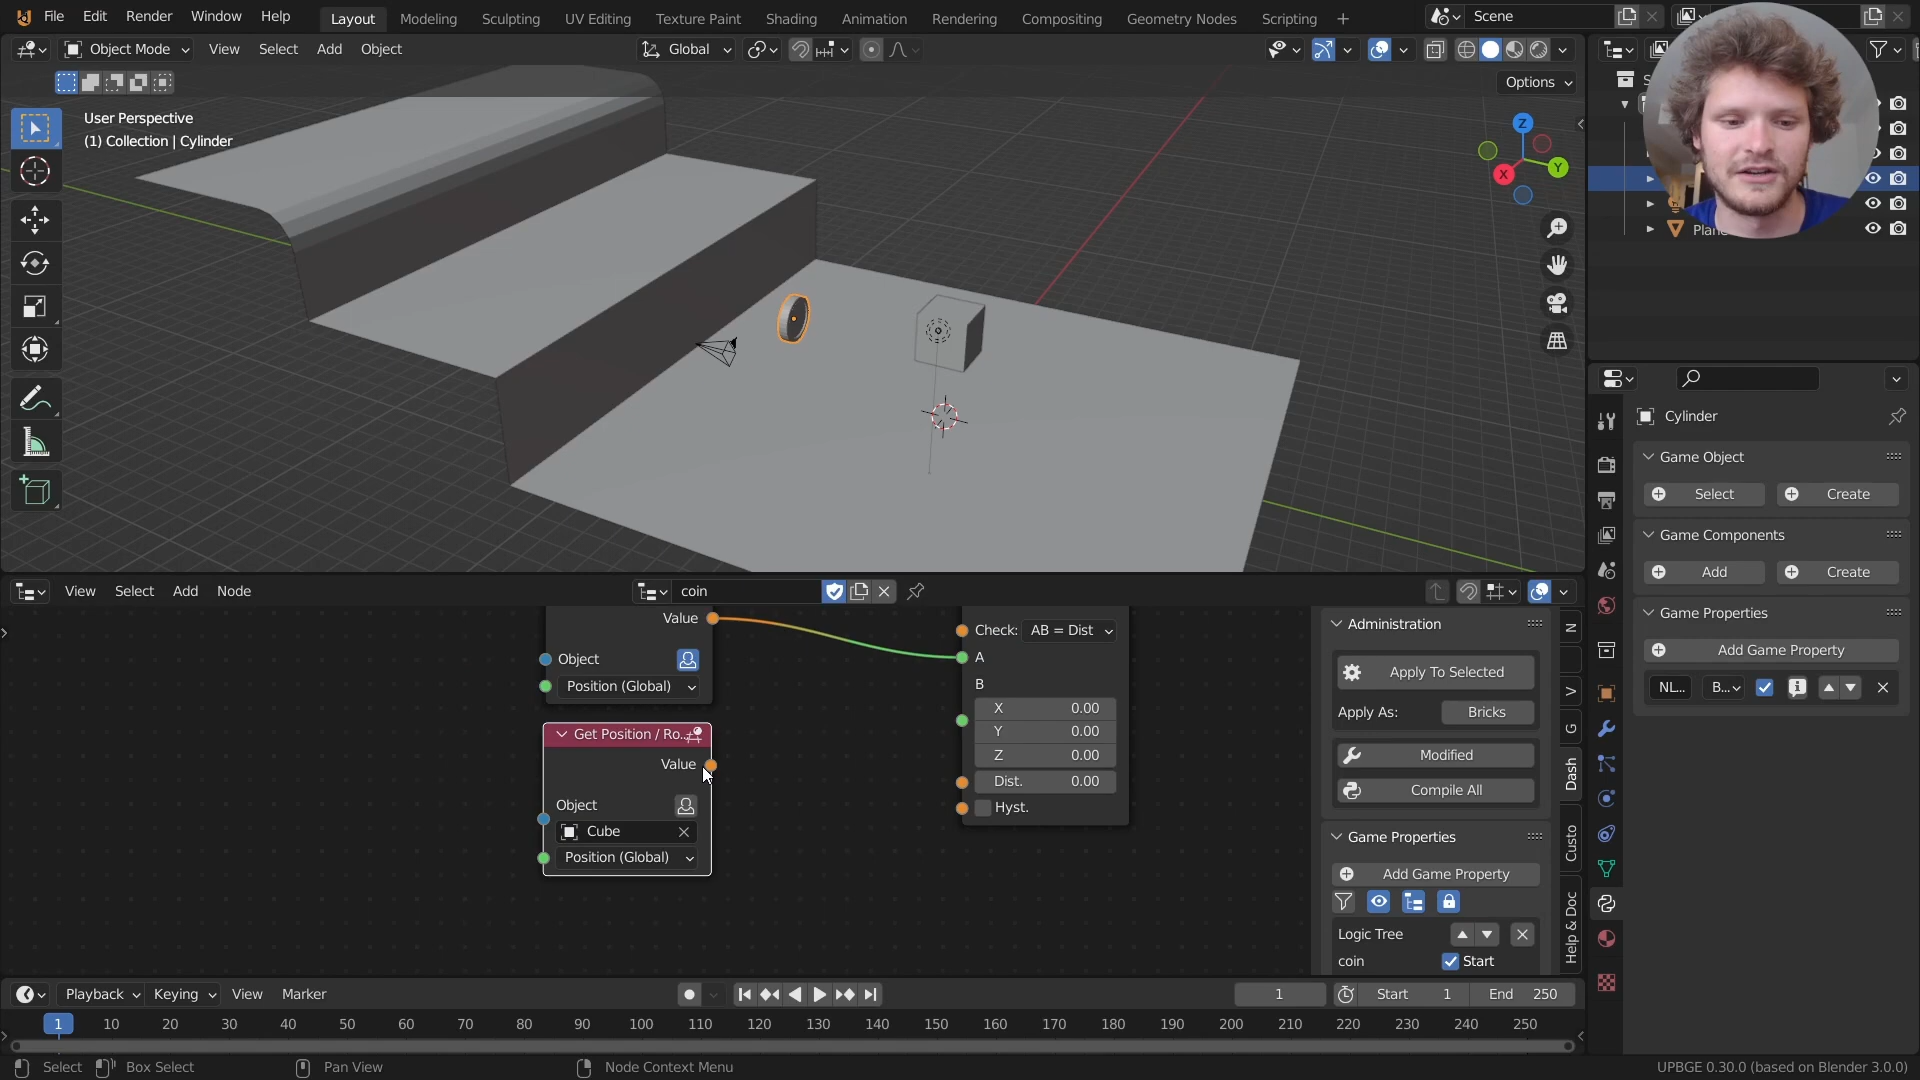 File Edit Render Window Help Layout Modeling Sculpting UV Editing Texture Paint Shading Animation Rendering Compositing Geometry Nodes Scripting Scene
Object Mode View Select Add Object Global
Options
User Perspective
(1) Collection | Cylinder
Z
Y
X
Plan
Cylinder
Game Object
Select Create
Game Components
Add Create
Game Properties
Add Game Property
NL... B...
View Select Add Node coin
Value
Object
Position (Global)
Get Position / Ro...
Value
Object
Cube
Position (Global)
Check: AB = Dist
A
B
X 0.00
Y 0.00
Z 0.00
Dist. 0.00
Hyst.
Administration
Apply To Selected
Apply As: Bricks
Modified
Compile All
Game Properties
Add Game Property
Logic Tree
coin Start
N
V
G
Dash
Custo
Help & Doc
Playback Keying View Marker 1 Start 1 End 250
1 10 20 30 40 50 60 70 80 90 100 110 120 130 140 150 160 170 180 190 200 210 220 230 240 250
Select Box Select Pan View Node Context Menu UPBGE 0.30.0 (based on Blender 3.0.0)